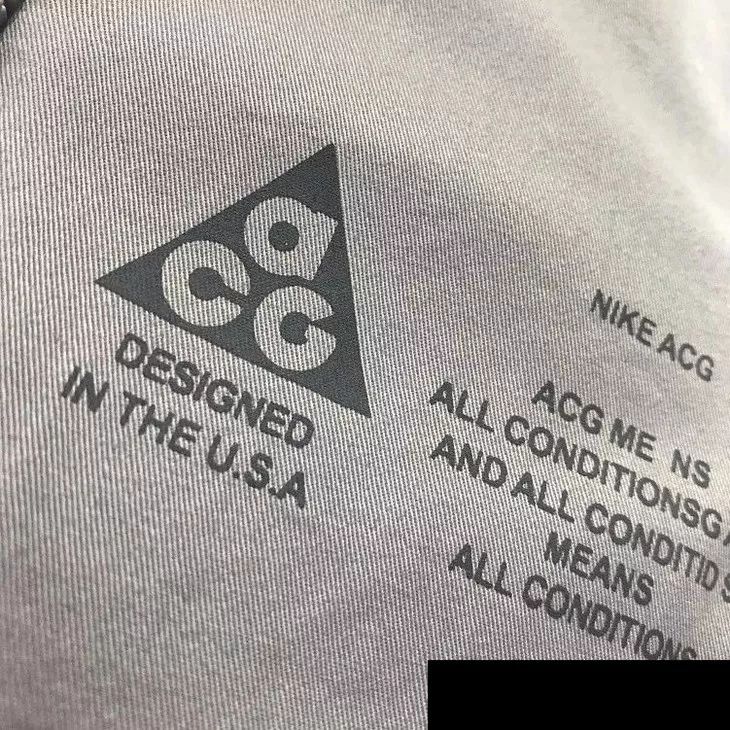 acG
DESIGNED
IN THE U.S.A
NIKE ACG
ACG ME NS
ALL CONDITIONSG
AND ALL CONDITID
MEANS
ALL CONDITIONS